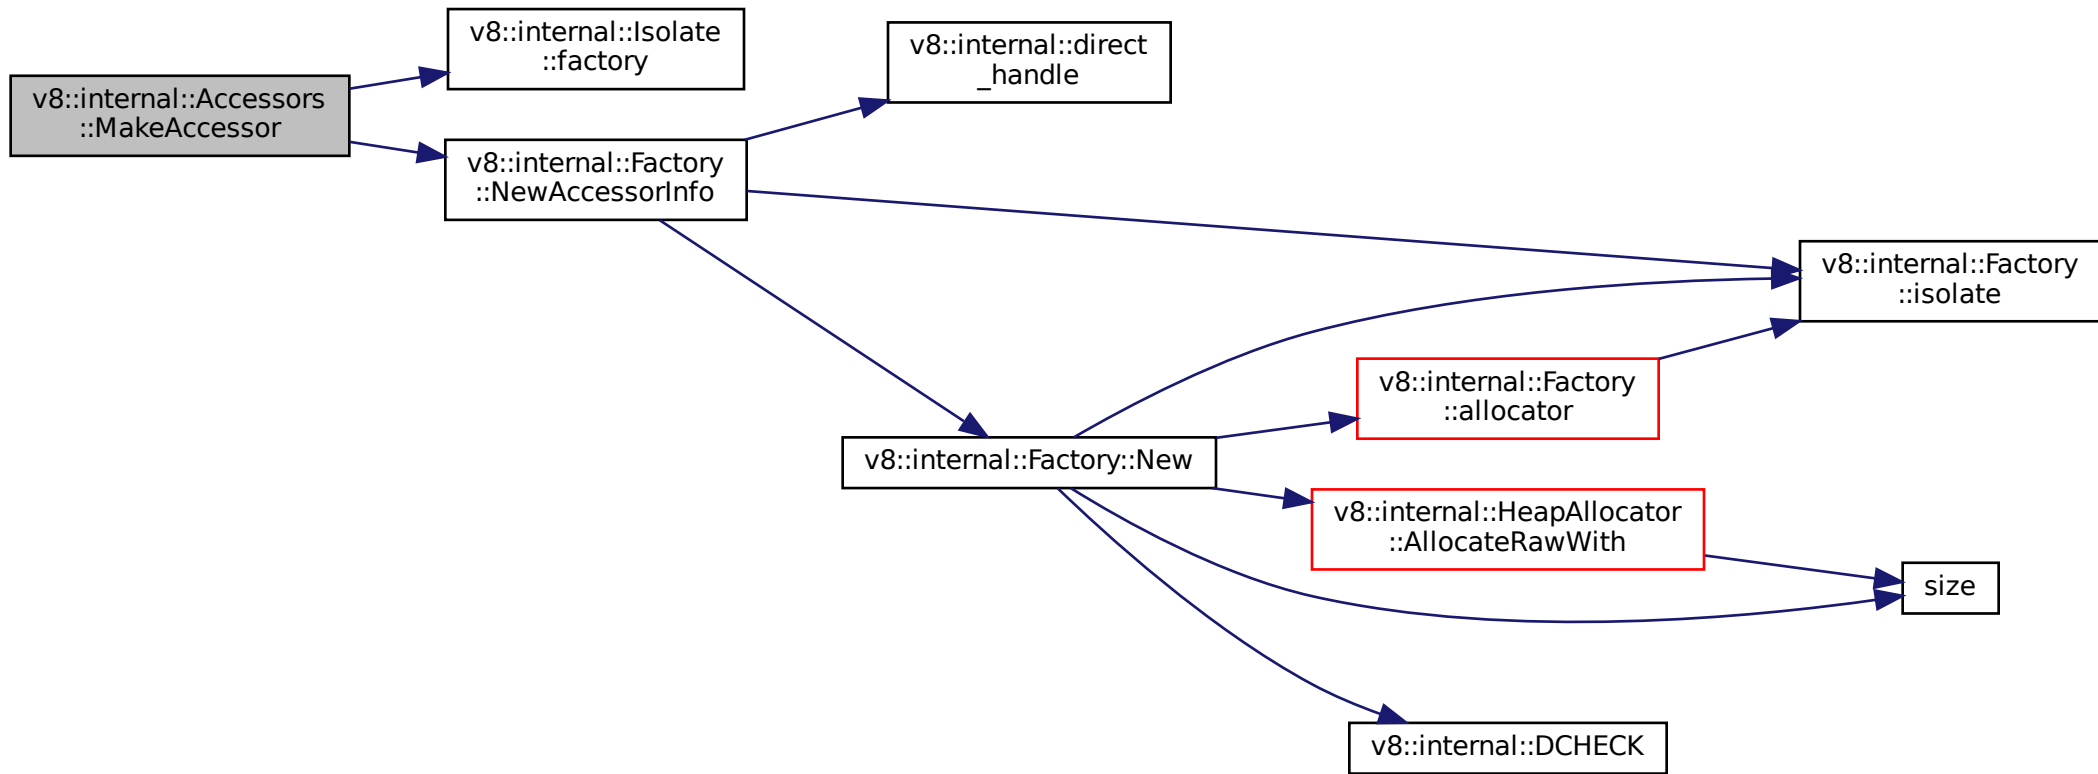 v8::internal::Accessors
::MakeAccessor
v8::internal::Isolate
::factory
v8::internal::Factory
::NewAccessorInfo
v8::internal::direct
_handle
v8::internal::Factory
::isolate
v8::internal::Factory::New
v8::internal::Factory
::allocator
v8::internal::HeapAllocator
::AllocateRawWith
size
v8::internal::DCHECK